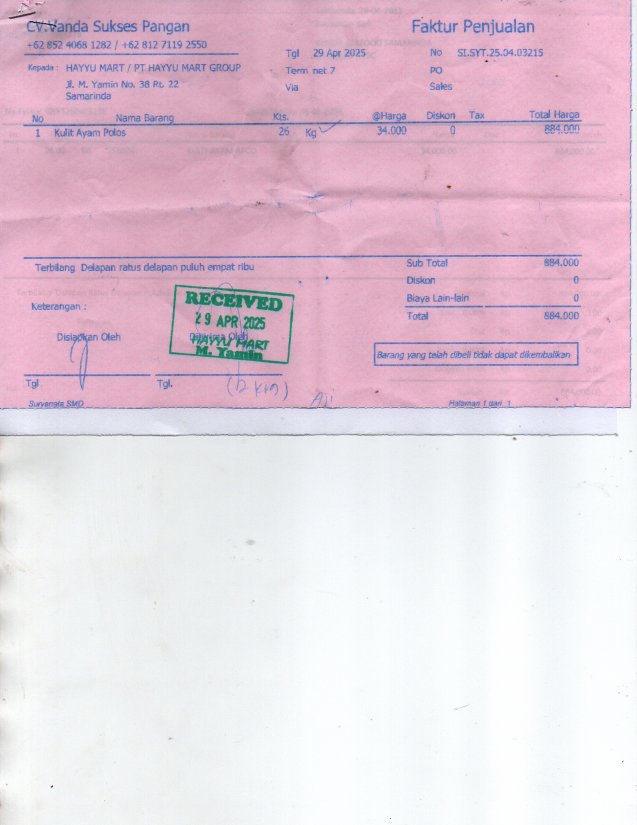 CV.Vanda Sukses Pangan
Faktur Penjualan
+62 852 4068 1282 / +62 812 7119 2550
Tgl 29 Apr 2025
No SI.SYT.25.04.03215
Kepada : HAYYU MART / PT.HAYYU MART GROUP
Term net 7
PO
Jl. M. Yamin No. 38 Rt. 22
Via
Sales
Samarinda
No Nama Barang Kts. @Harga Diskon Tax Total Harga
1 Kulit Ayam Polos 26 Kg 34.000 0 884.000
Terbilang Delapan ratus delapan puluh empat ribu
Sub Total 884.000
Diskon 0
Biaya Lain-lain 0
Total 884.000
Keterangan :
RECEIVED
29 APR 2025
HAYYU MART
M. Yamin
Disiapkan Oleh
Diterima Oleh
Barang yang telah dibeli tidak dapat dikembalikan
Tgl
Tgl.
Suryanata SMD
Halaman 1 dari 1